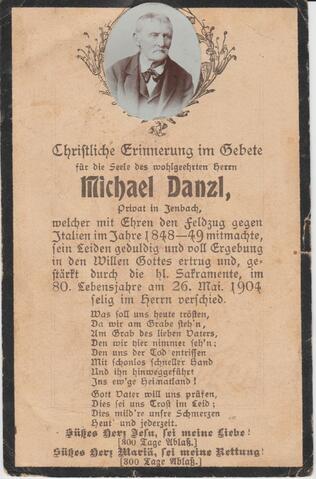 Christliche Erinnerung im Gebete
für die Seele des wohlgeehrten Herrn
Michael Danzl,
Privat in Jenbach,
welcher mit Ehren den Feldzug gegen
Italien im Jahre 1848–49 mitmachte,
sein Leiden geduldig und voll Ergebung
in den Willen Gottes ertrug und, ge-
stärkt durch die hl. Sakramente, im
80. Lebensjahre am 26. Mai 1904
selig im Herrn verschied.
Was soll uns heute trösten,
Da wir am Grabe steh'n,
Am Grab des lieben Vaters,
Den wir hier nimmer seh'n;
Den uns der Tod entrissen
Mit schonlos schneller Hand
Und ihn hinweggeführt
Ins ew'ge Heimatland!
Gott Vater will uns prüfen,
Dies sei uns Trost im Leid;
Dies mild're unsre Schmerzen
Heut' und jederzeit.
Süßes Herz Jesu, sei meine Liebe!
[300 Tage Ablaß.]
Süßes Herz Mariä, sei meine Rettung!
[300 Tage Ablaß.]